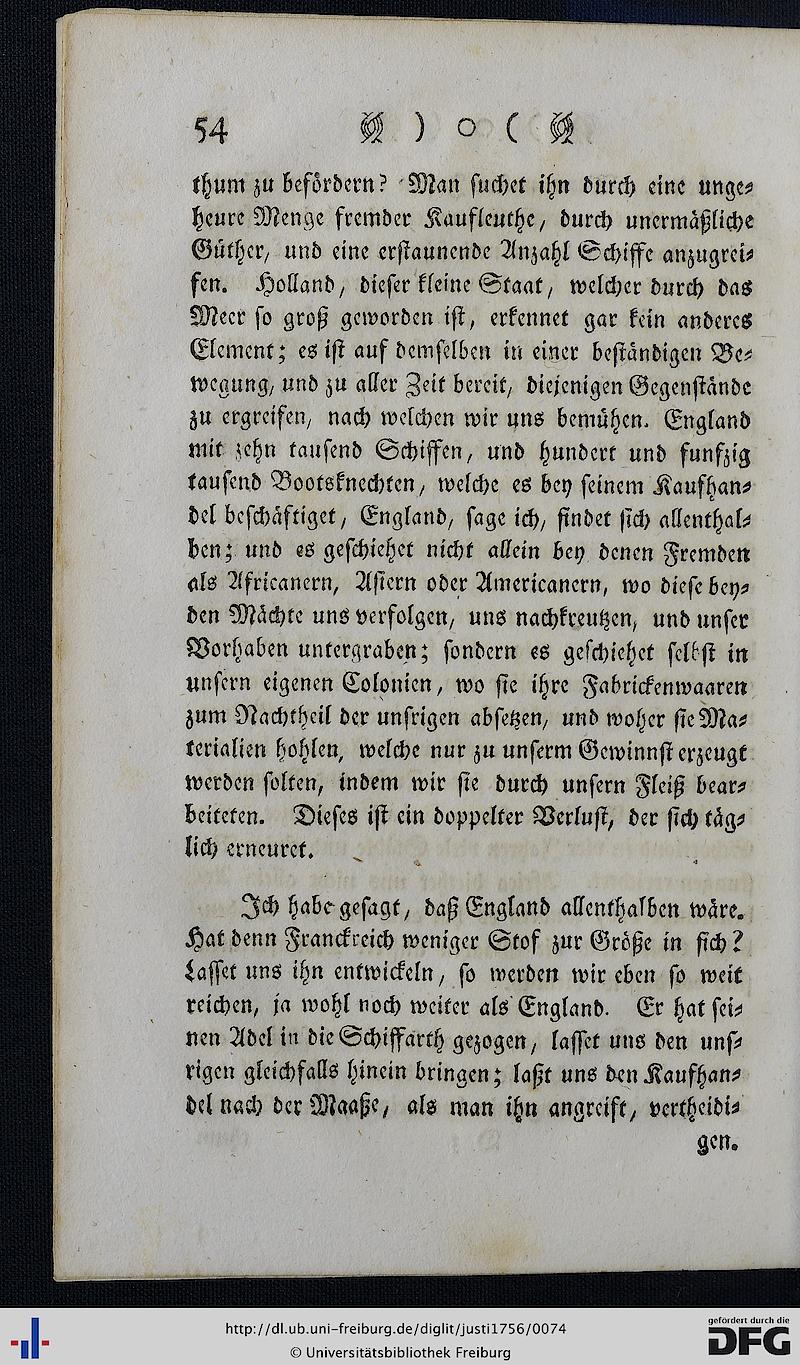 54 ) o (
thum zu befördern? Man suchet ihn durch eine unge⸗
heure Menge fremder Kaufleuthe, durch unermäßliche
Güther, und eine erstaunende Anzahl Schiffe anzugrei⸗
fen. Holland, dieser kleine Staat, welcher durch das
Meer so groß geworden ist, erkennet gar kein anderes
Element; es ist auf demselben in einer beständigen Be⸗
wegung, und zu aller Zeit bereit, diejenigen Gegenstände
zu ergreifen, nach welchen wir uns bemühen. England
mit zehn tausend Schiffen, und hundert und funfzig
tausend Bootsknechten, welche es bey seinem Kaufhan⸗
del beschäftiget, England, sage ich, findet sich allenthal⸗
ben; und es geschiehet nicht allein bey denen Fremden
als Africanern, Asiern oder Americanern, wo diese bey⸗
den Mächte uns verfolgen, uns nachkreutzen, und unser
Vorhaben untergraben; sondern es geschiehet selbst in
unsern eigenen Colonien, wo sie ihre Fabrickenwaaren
zum Nachtheil der unsrigen absetzen, und woher sie Ma⸗
terialien hohlen, welche nur zu unserm Gewinnst erzeugt
werden solten, indem wir sie durch unsern Fleiß bear⸗
beiteten. Dieses ist ein doppelter Verlust, der sich täg⸗
lich erneuret.
Ich habe gesagt, daß England allenthalben wäre.
Hat denn Franckreich weniger Stof zur Größe in sich?
Lasset uns ihn entwickeln, so werden wir eben so weit
reichen, ja wohl noch weiter als England. Er hat sei⸗
nen Adel in die Schiffarth gezogen, lasset uns den uns⸗
rigen gleichfalls hinein bringen; laßt uns den Kaufhan⸗
del nach der Maaße, als man ihn angreift, vertheidi⸗
gen.
http://dl.ub.uni-freiburg.de/diglit/justi1756/0074
© Universitätsbibliothek Freiburg
gefördert durch die
DFG